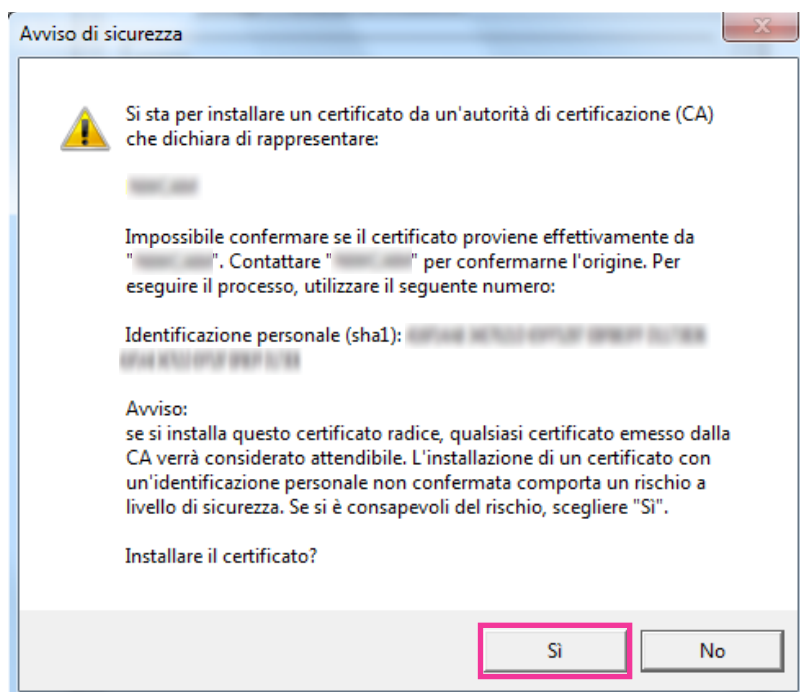 Avviso di sicurezza
Si sta per installare un certificato da un'autorità di certificazione (CA)
che dichiara di rappresentare:
Impossibile confermare se il certificato proviene effettivamente da
" ". Contattare " " per confermarne l'origine. Per
eseguire il processo, utilizzare il seguente numero:
Identificazione personale (sha1):
Avviso:
se si installa questo certificato radice, qualsiasi certificato emesso dalla
CA verrà considerato attendibile. L'installazione di un certificato con
un'identificazione personale non confermata comporta un rischio a
livello di sicurezza. Se si è consapevoli del rischio, scegliere "Sì".
Installare il certificato?
Sì
No